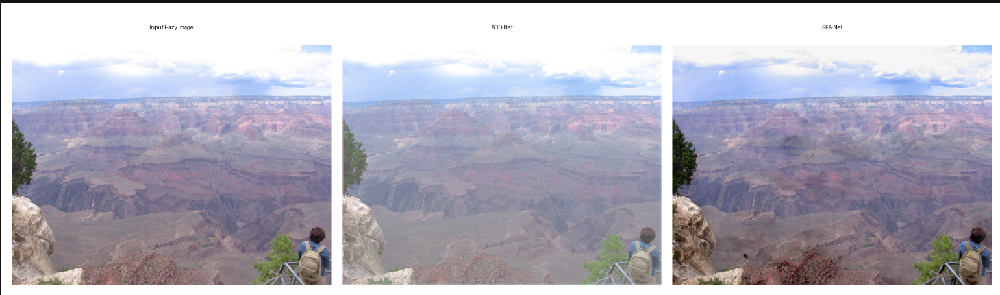 Input Hazy Image
AOD-Net
FFA-Net